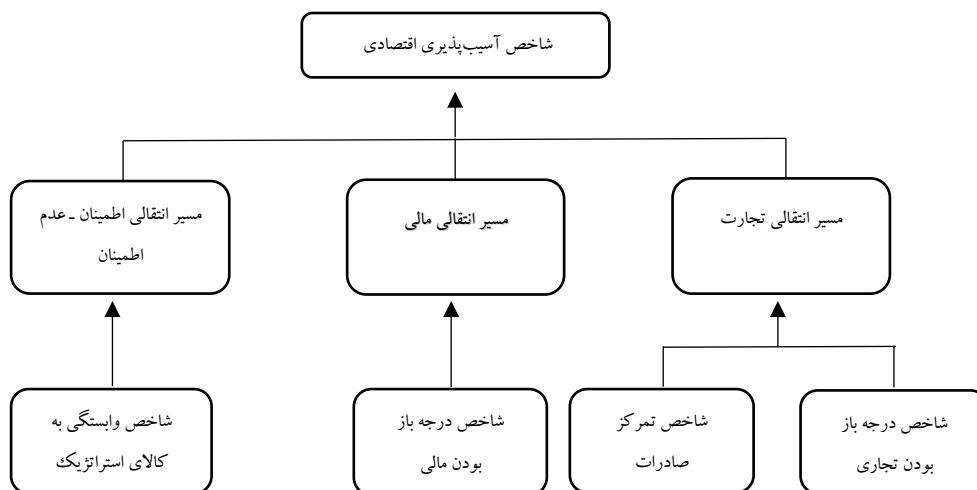 شاخص آسیب‌پذیری اقتصادی
مسیر انتقالی تجارت
مسیر انتقالی مالی
مسیر انتقالی اطمینان ـ عدم
اطمینان
شاخص درجه باز
بودن تجاری
شاخص تمرکز
صادرات
شاخص درجه باز
بودن مالی
شاخص وابستگی به
کالای استراتژیک